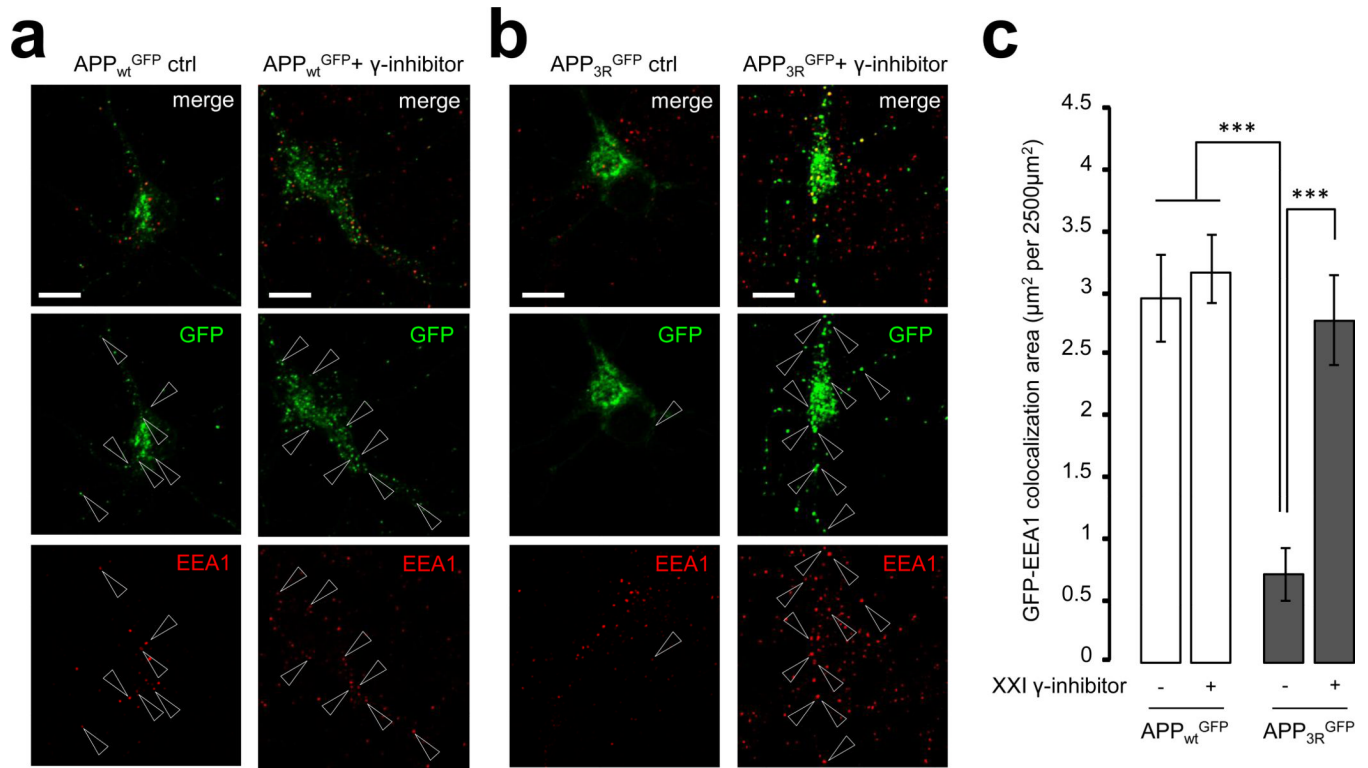 a
b
c
APPwtGFP ctrl
APPwtGFP+ γ-inhibitor
APP3RGFP ctrl
APP3RGFP+ γ-inhibitor
merge
merge
merge
merge
GFP
GFP
GFP
GFP
EEA1
EEA1
EEA1
EEA1
GFP-EEA1 colocalization area (µm² per 2500µm²)
4.5
4
3.5
3
2.5
2
1.5
1
0.5
0
***
***
XXI γ-inhibitor - + - +
APPwtGFP APP3RGFP